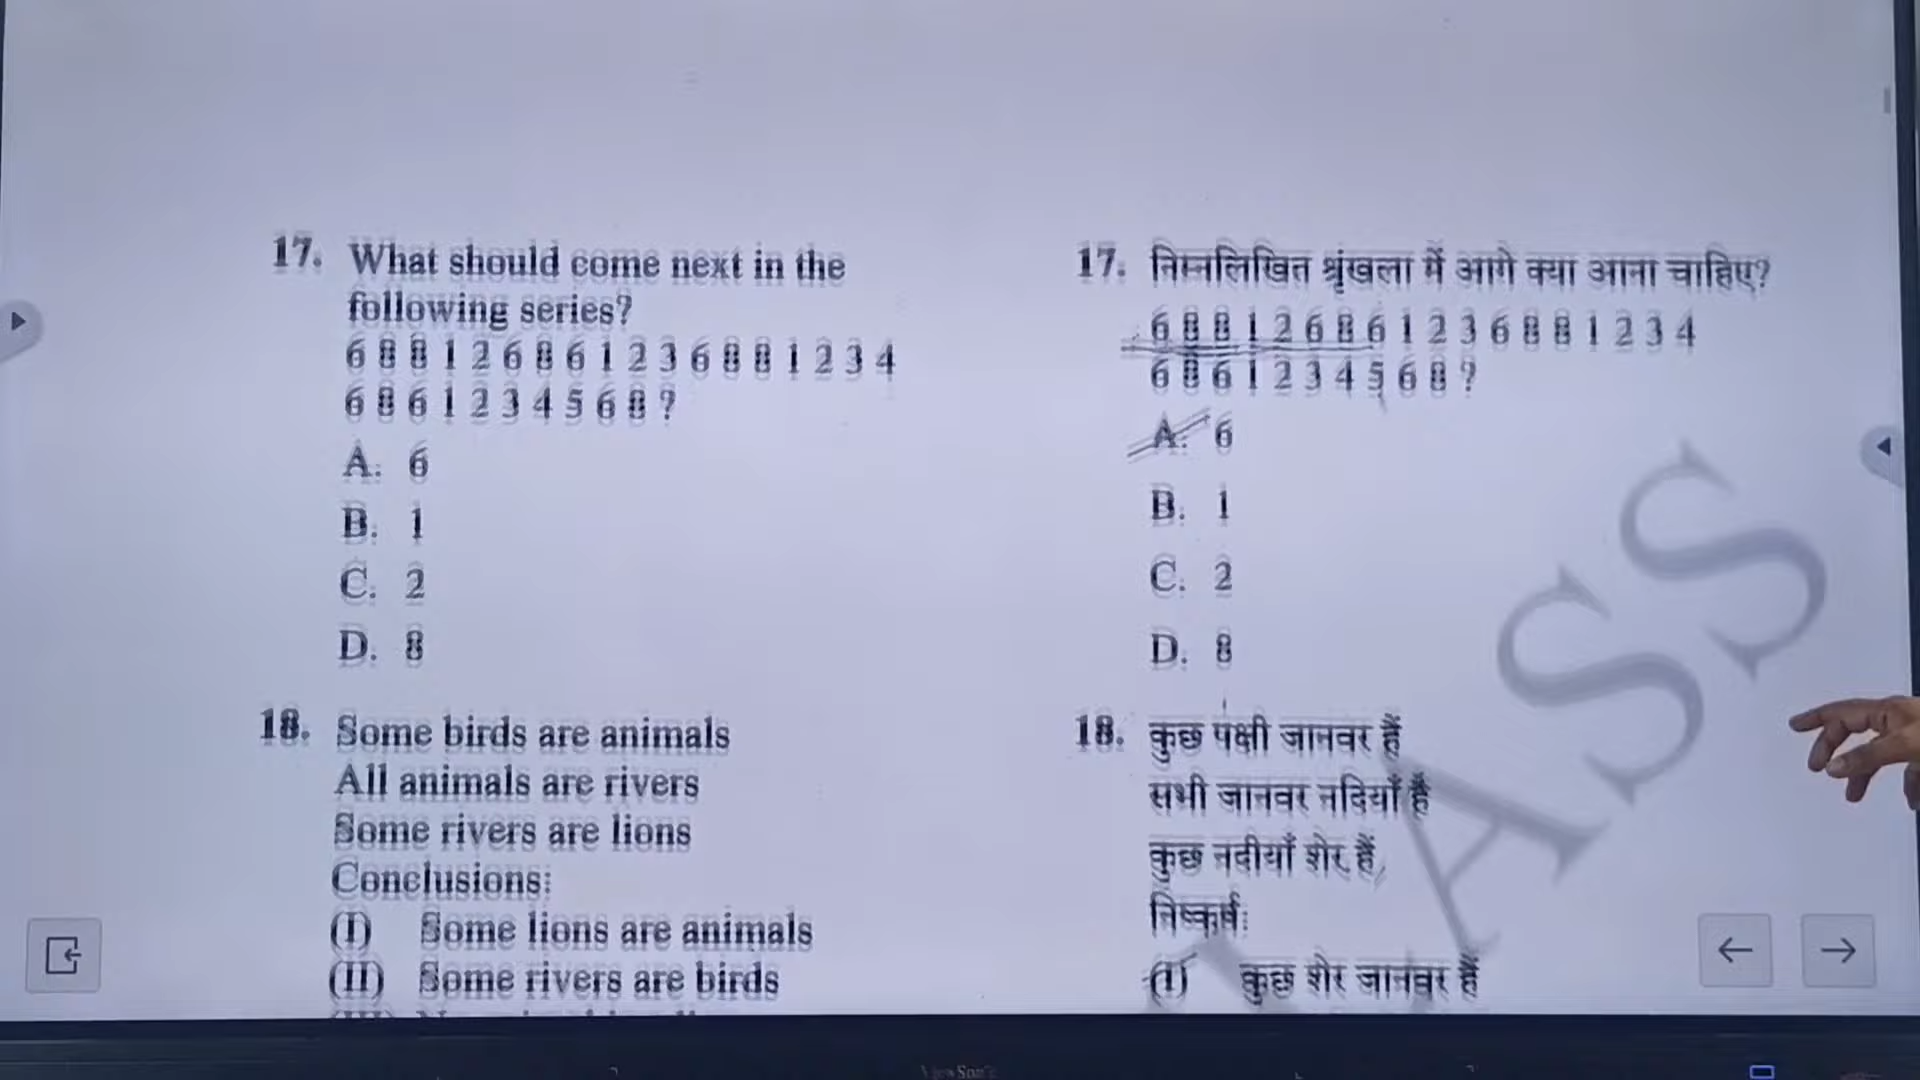 17. What should come next in the
following series?
6 8 8 1 2 6 8 6 1 2 3 6 8 8 1 2 3 4
6 8 6 1 2 3 4 5 6 8 ?
A. 6
B. 1
C. 2
D. 8
18. Some birds are animals
All animals are rivers
Some rivers are lions
Conclusions:
(I) Some lions are animals
(II) Some rivers are birds
17. निम्नलिखित श्रृंखला में आगे क्या आना चाहिए?
6 8 8 1 2 6 8 6 1 2 3 6 8 8 1 2 3 4
6 8 6 1 2 3 4 5 6 8 ?
A. 6
B. 1
C. 2
D. 8
18. कुछ पक्षी जानवर हैं
सभी जानवर नदियाँ है
कुछ नदीयाँ शेर हैं,
निष्कर्ष:
(I) कुछ शेर जानवर हैं
ASS